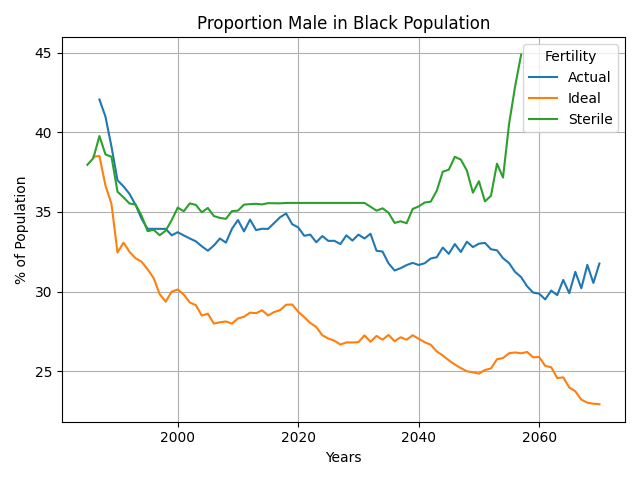 Proportion Male in Black Population
% of Population
45
40
35
30
25
Fertility
Actual
Ideal
Sterile
2000
2020
2040
2060
Years